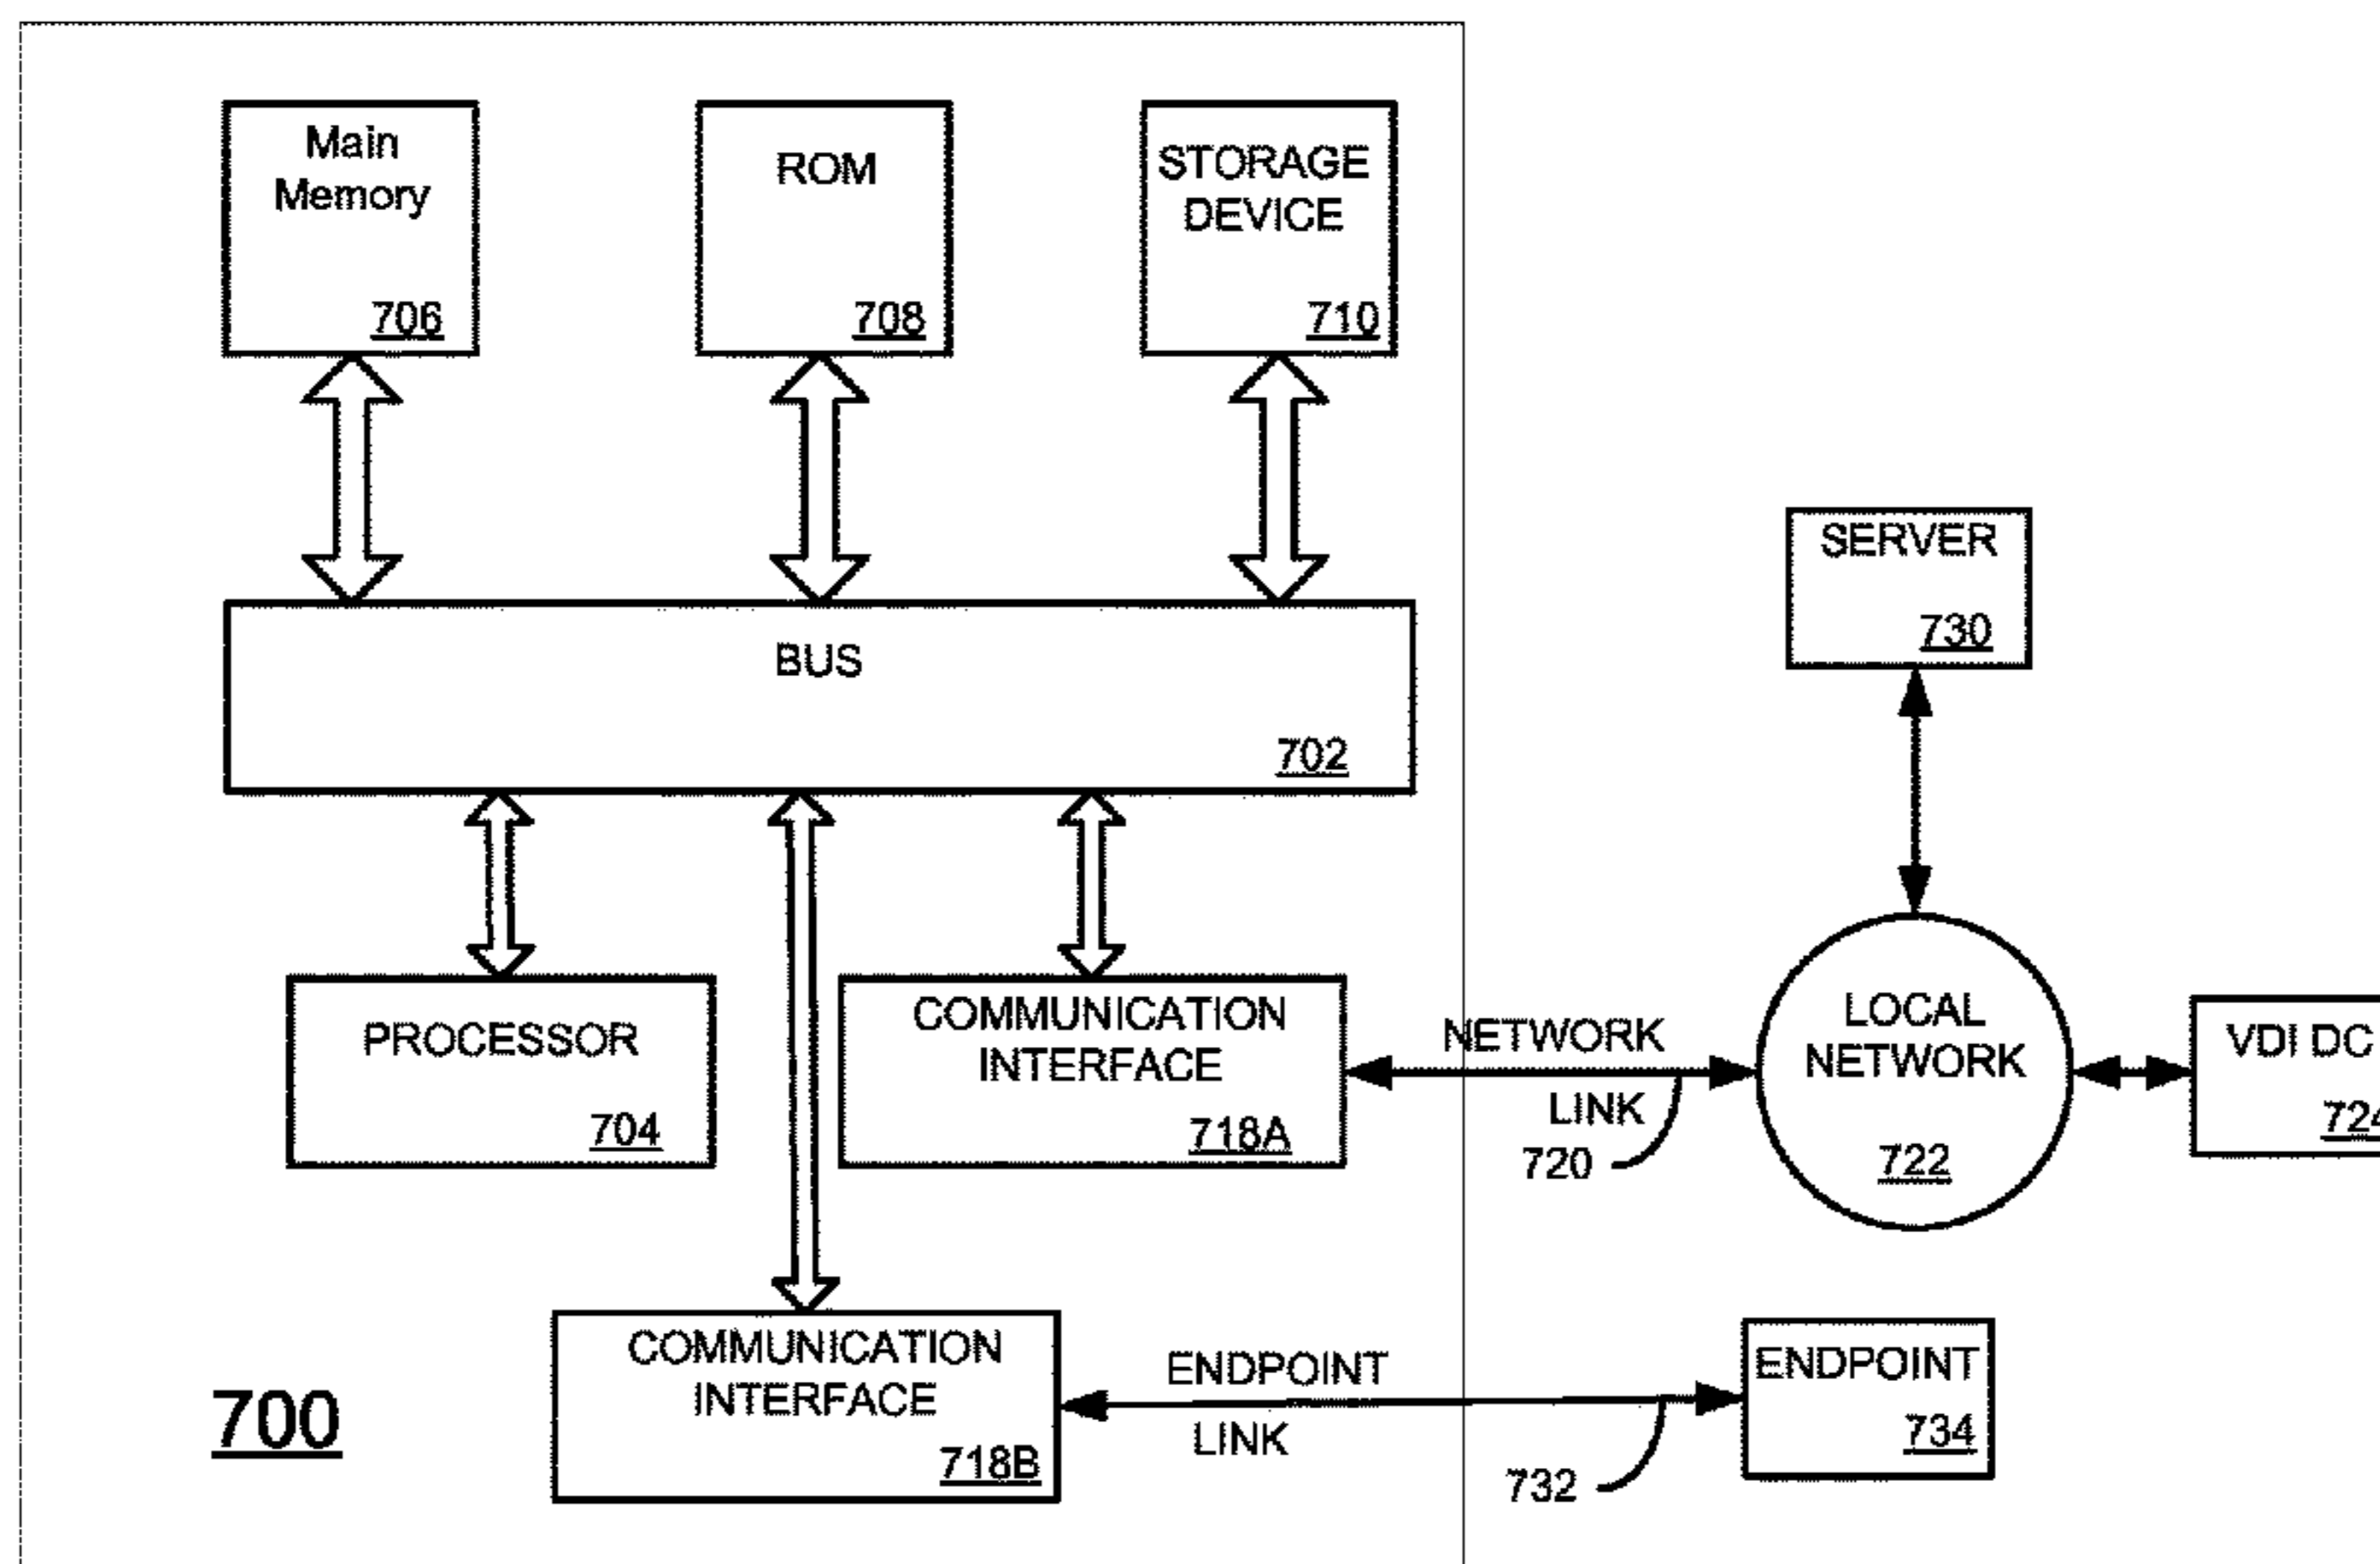 Main
Memory
706
ROM
708
STORAGE
DEVICE
710
BUS
702
SERVER
730
PROCESSOR
704
COMMUNICATION
INTERFACE
718A
NETWORK
LINK
720
LOCAL
NETWORK
722
VDI DC
724
COMMUNICATION
INTERFACE
718B
ENDPOINT
LINK
732
ENDPOINT
734
700